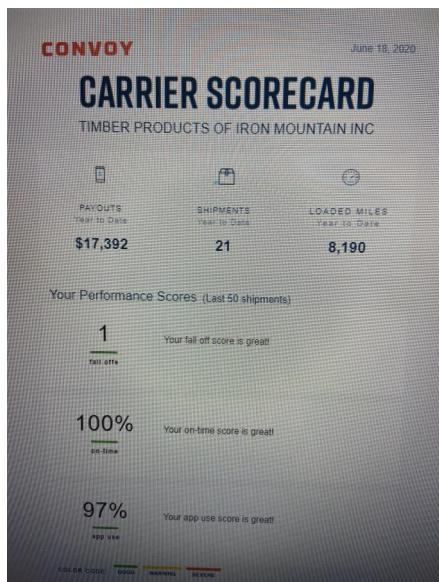 CONVOY
June 18, 2020
CARRIER SCORECARD
TIMBER PRODUCTS OF IRON MOUNTAIN INC
PAYOUTS
Year to Date
$17,392
SHIPMENTS
Year to Date
21
LOADED MILES
Year to Date
8,190
Your Performance Scores (Last 50 shipments)
1
fall offs
Your fall off score is great!
100%
on-time
Your on-time score is great!
97%
app use
Your app use score is great!
COLOR CODE: GOOD WARNING SEVERE